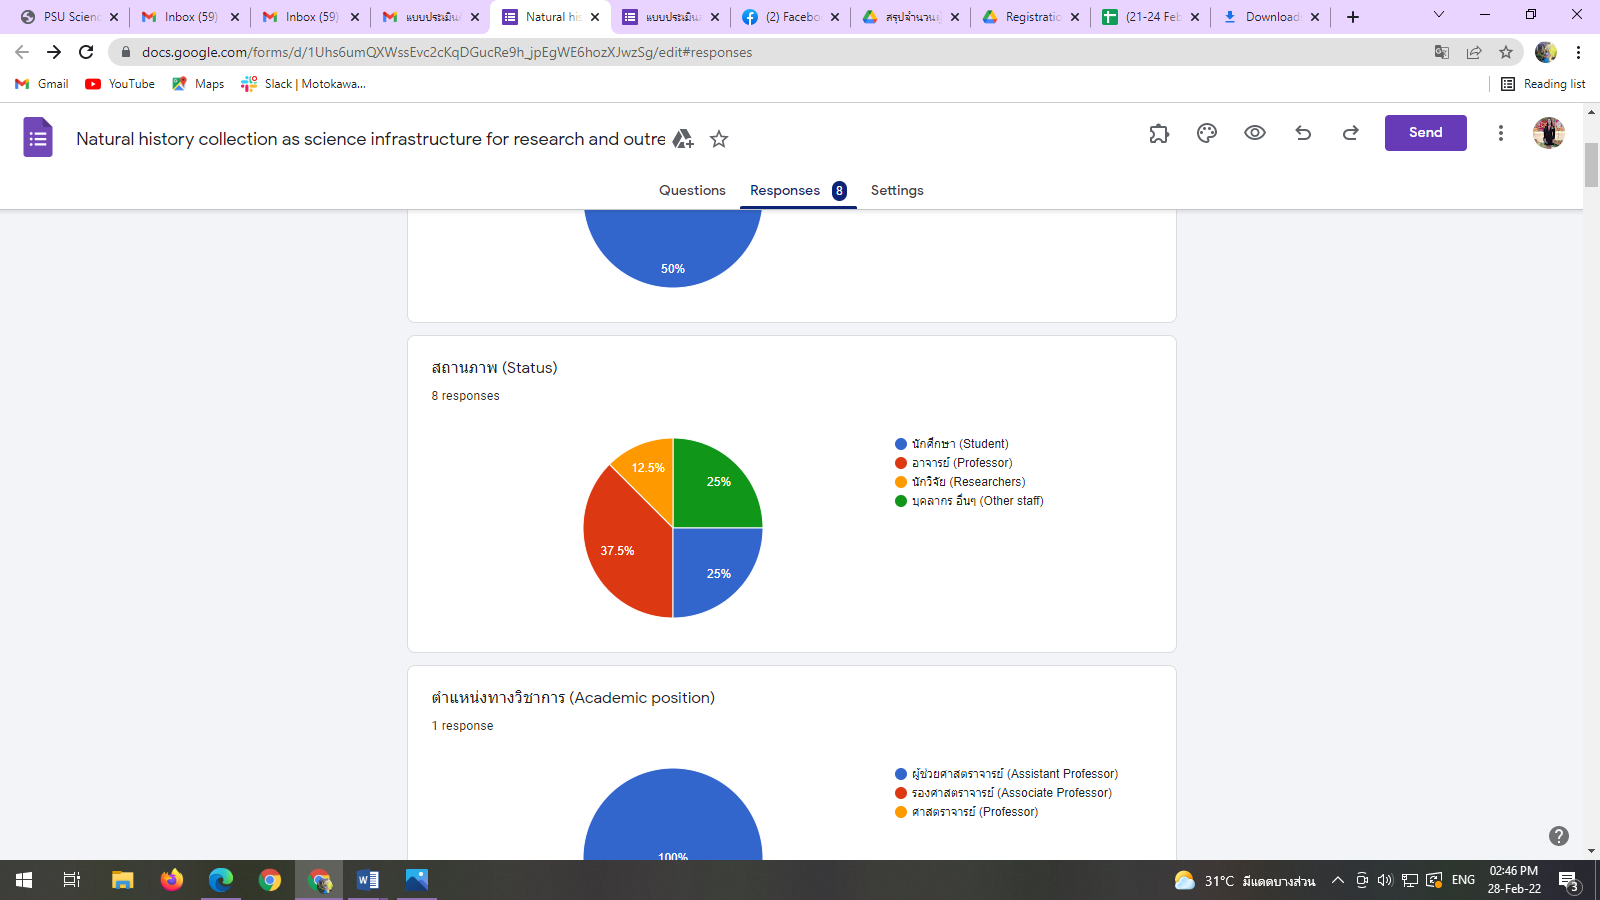 PSU Scienc
Inbox (59)
Inbox (59)
แบบประเมิน
Natural his
แบบประเมิน
(2) Facebo
สรุปจำนวนผู้
Registratio
(21-24 Feb
Download
docs.google.com/forms/d/1Uhs6umQXWssEvc2cKqDGucRe9h_jpEgWE6hozXJwzSg/edit#responses
Gmail
YouTube
Maps
Slack | Motokawa...
Reading list
Natural history collection as science infrastructure for research and outre
Send
Questions
Responses 8
Settings
50%
สถานภาพ (Status)
8 responses
12.5%
25%
37.5%
25%
นักศึกษา (Student)
อาจารย์ (Professor)
นักวิจัย (Researchers)
บุคลากร อื่นๆ (Other staff)
ตำแหน่งทางวิชาการ (Academic position)
1 response
100%
ผู้ช่วยศาสตราจารย์ (Assistant Professor)
รองศาสตราจารย์ (Associate Professor)
ศาสตราจารย์ (Professor)
31°C มีแดดบางส่วน
ENG
02:46 PM
28-Feb-22
3